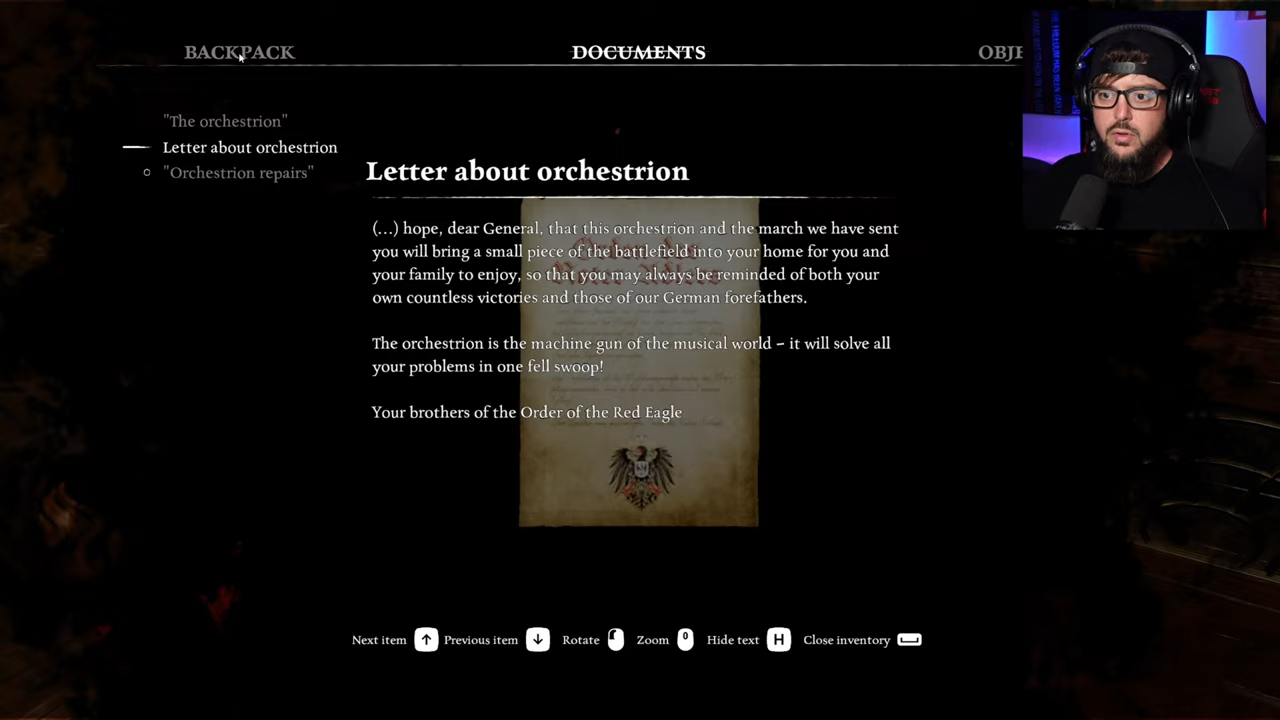 BACKPACK
DOCUMENTS
OBJE
"The orchestrion"
Letter about orchestrion
"Orchestrion repairs"
Letter about orchestrion
(...) hope, dear General, that this orchestrion and the march we have sent
you will bring a small piece of the battlefield into your home for you and
your family to enjoy, so that you may always be reminded of both your
own countless victories and those of our German forefathers.
The orchestrion is the machine gun of the musical world – it will solve all
your problems in one fell swoop!
Your brothers of the Order of the Red Eagle
Next item ↑ Previous item ↓ Rotate Zoom 0 Hide text H Close inventory